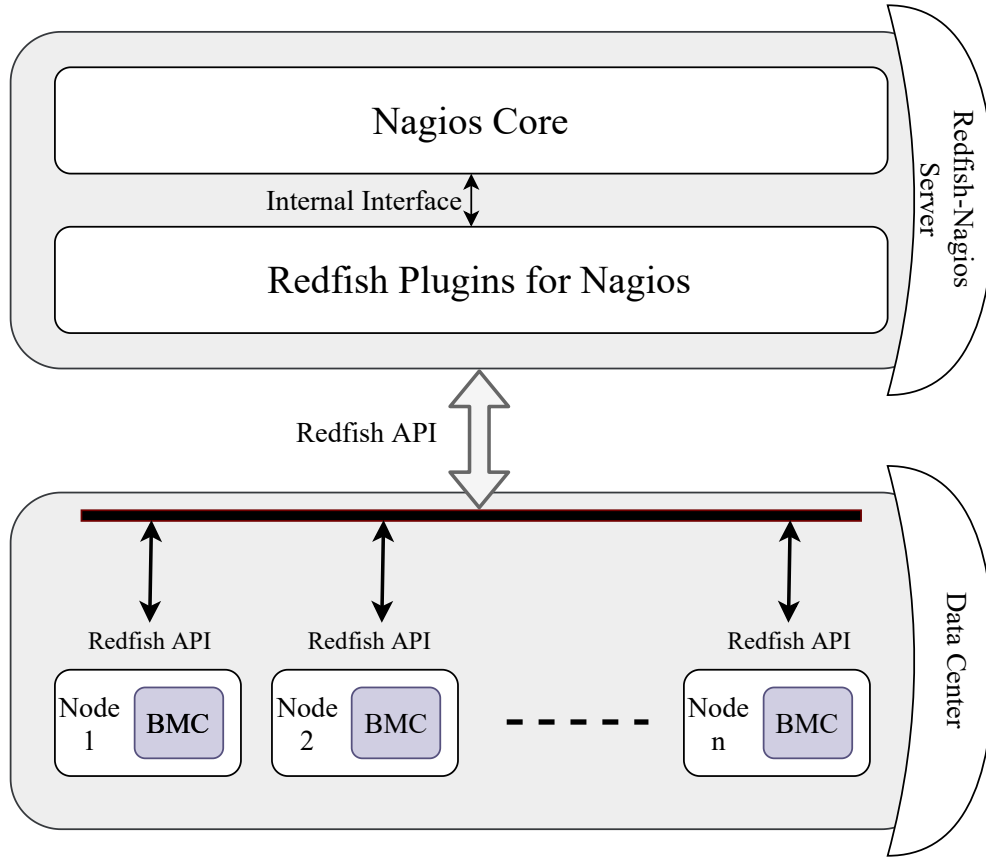 Nagios Core
Internal Interface
Redfish Plugins for Nagios
Redfish-Nagios
Server
Redfish API
Redfish API
Redfish API
Redfish API
Node
1
BMC
Node
2
BMC
Node
n
BMC
Data Center